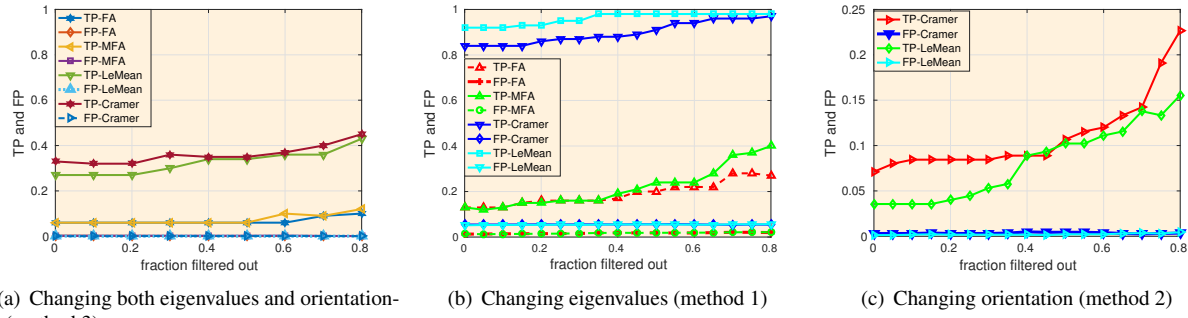 1
0.8
0.6
0.4
0.2
0
TP and FP
0 0.2 0.4 0.6 0.8
fraction filtered out
TP-FA
FP-FA
TP-MFA
FP-MFA
TP-LeMean
FP-LeMean
TP-Cramer
FP-Cramer
(a) Changing both eigenvalues and orientation-
1
0.8
0.6
0.4
0.2
0
TP and FP
0 0.2 0.4 0.6 0.8
fraction filtered out
TP-FA
FP-FA
TP-MFA
FP-MFA
TP-Cramer
FP-Cramer
TP-LeMean
FP-LeMean
(b) Changing eigenvalues (method 1)
0.25
0.2
0.15
0.1
0.05
0
TP and FP
0 0.2 0.4 0.6 0.8
fraction filtered out
TP-Cramer
FP-Cramer
TP-LeMean
FP-LeMean
(c) Changing orientation (method 2)